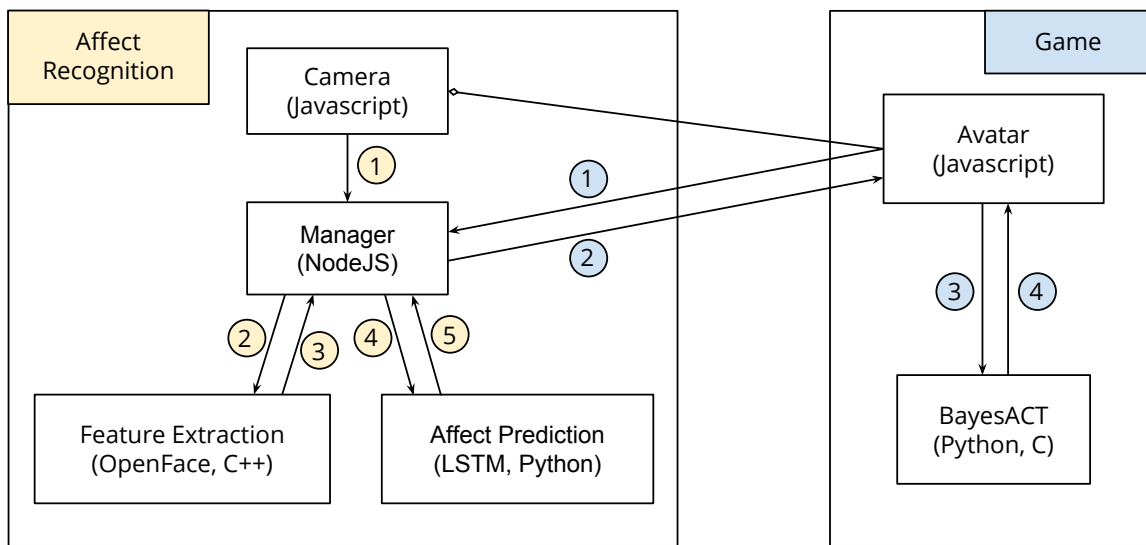 Affect
Recognition
Game
Camera
(Javascript)
Avatar
(Javascript)
1
1
Manager
(NodeJS)
2
2
3
4
5
3
4
Feature Extraction
(OpenFace, C++)
Affect Prediction
(LSTM, Python)
BayesACT
(Python, C)